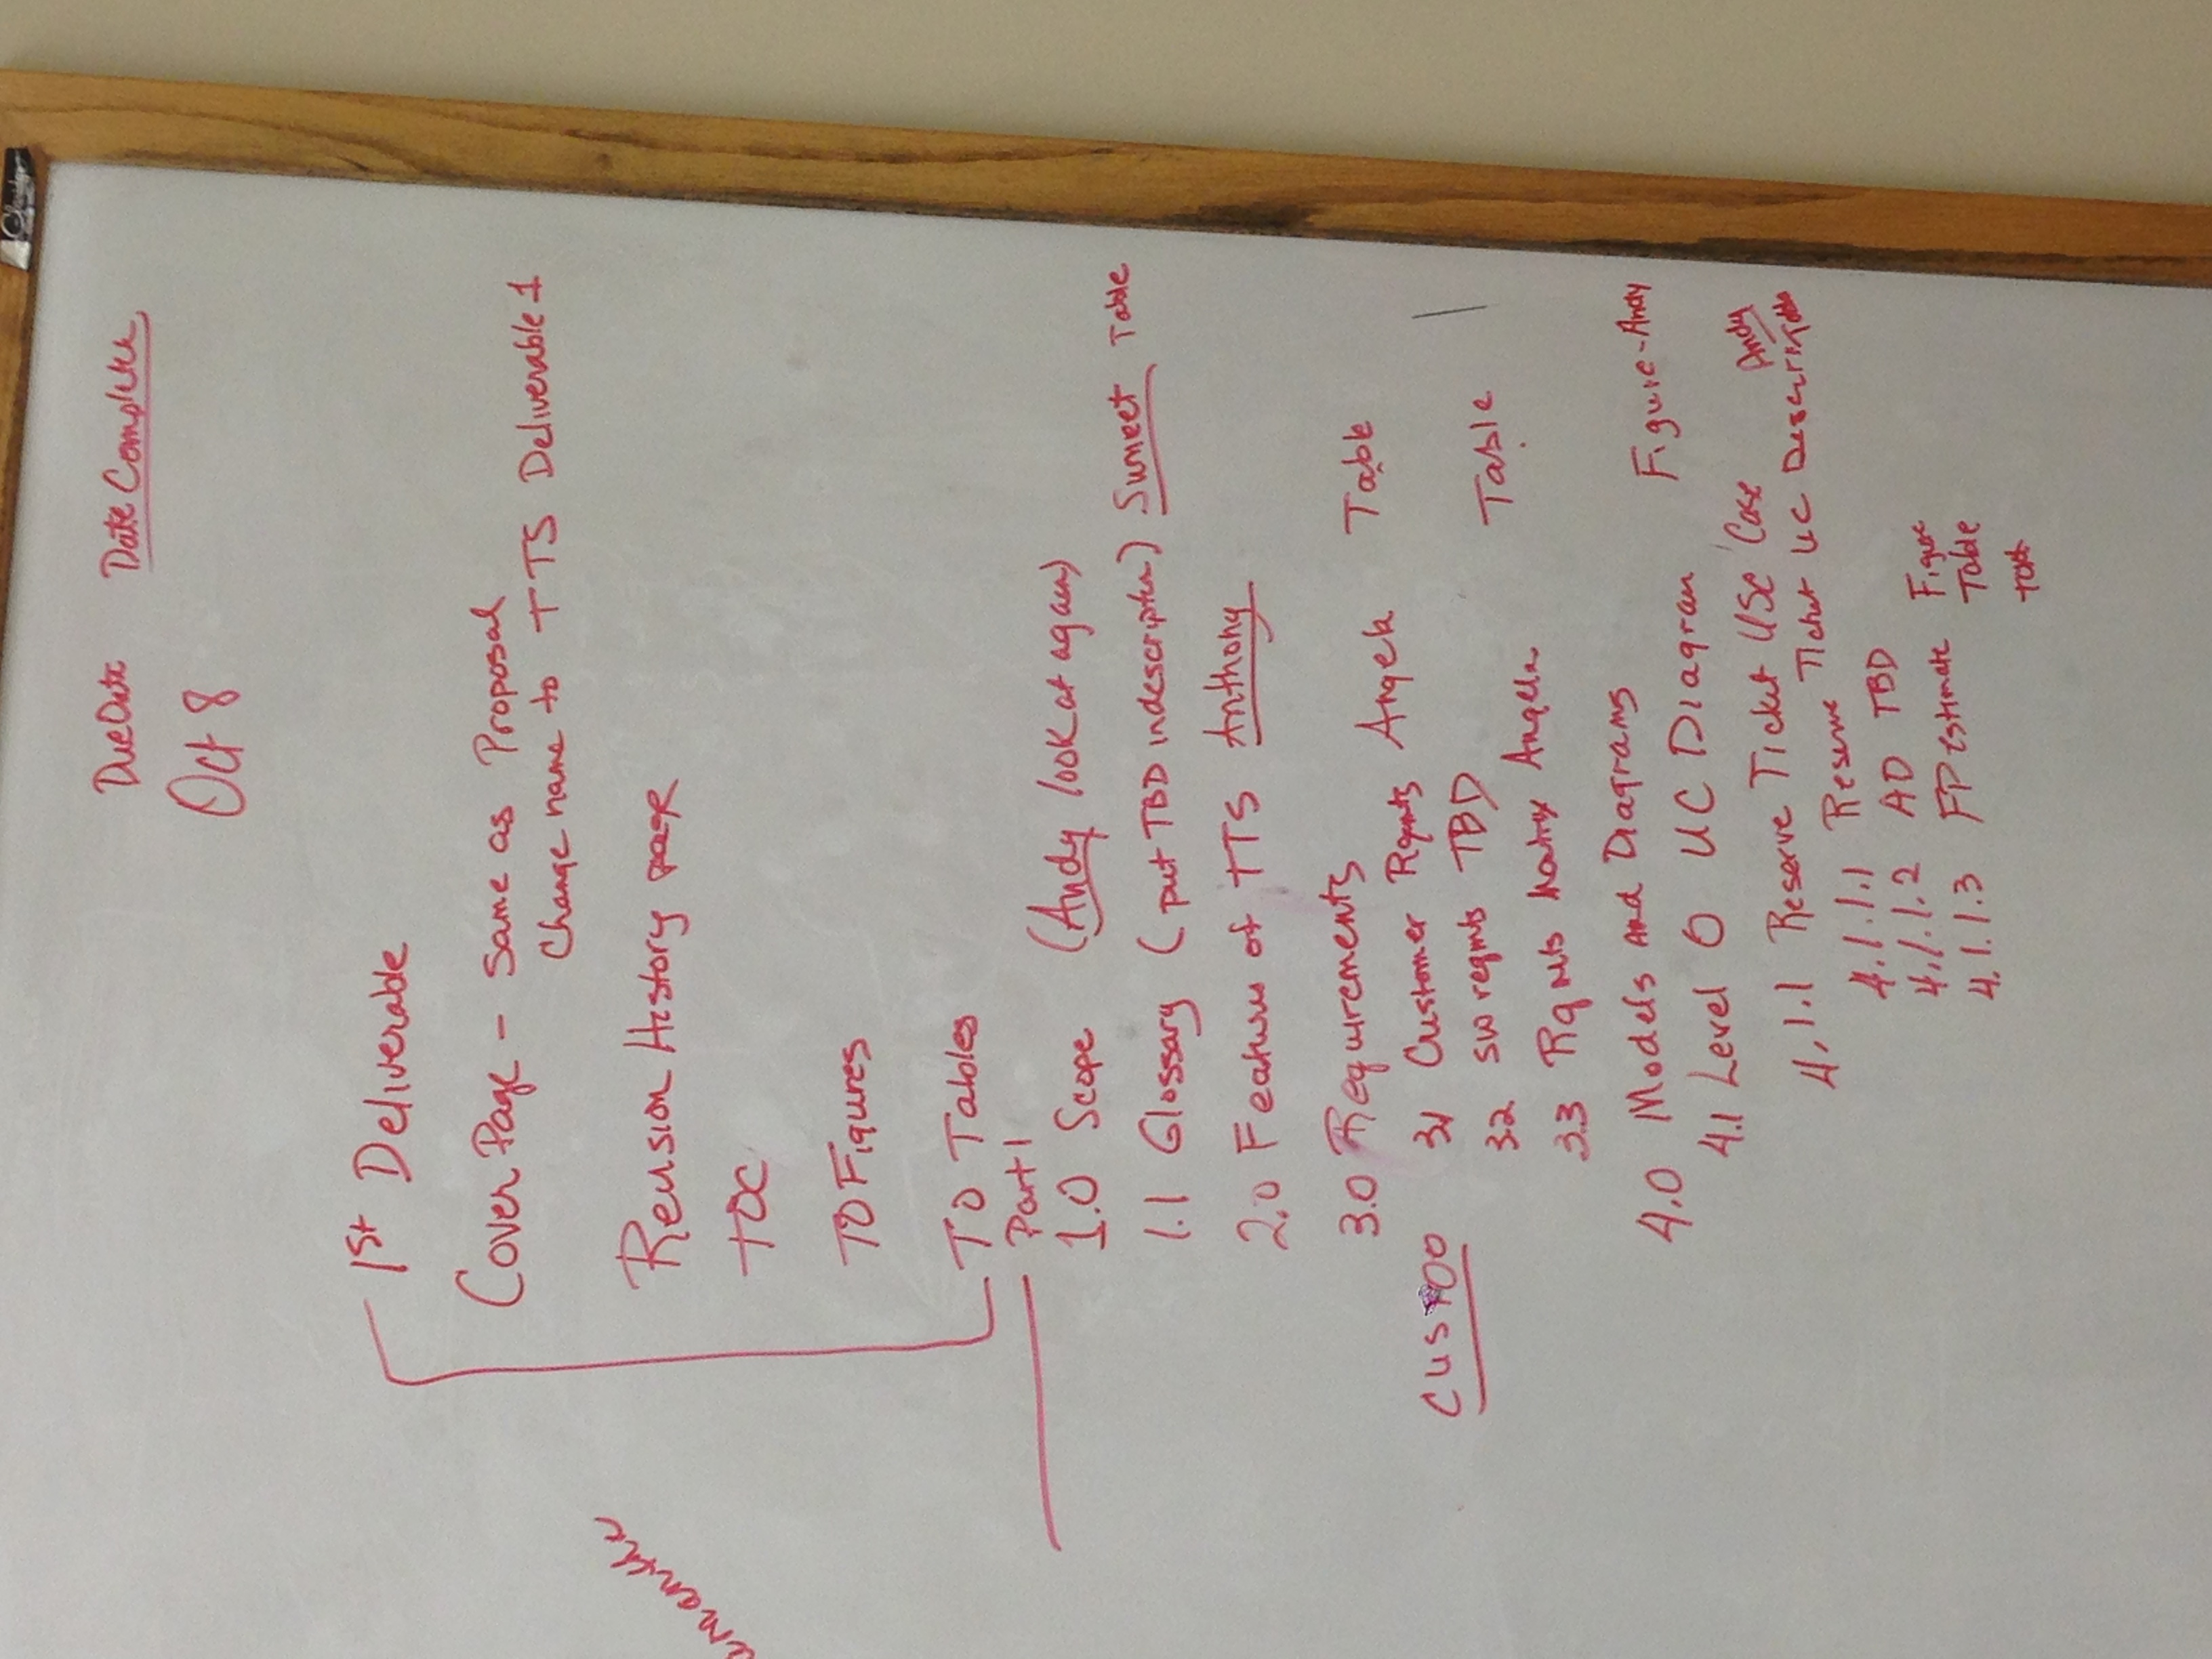 Due Date Date Complete
Oct 8
1st Deliverable
Cover Page - Same as Proposal
Change name to TTS Deliverable 1
amantha
Revision History page
TOC
TO Figures
TO Tables
Part 1
1.0 Scope (Andy look at again)
1.1 Glossary (put TBD in description) Sumeet Table
2.0 Features of TTS Anthony
3.0 Requirements
3.1 Customer Rqmts Angela Table
3.2 SW reqmts TBD
3.3 Rqmts Matrix Angela Table
4.0 Models and Diagrams
4.1 Level 0 UC Diagram Figure-Andy
4.1.1 Reserve Ticket Use Case Andy
4.1.1.1 Reserve Ticket UC Table
4.1.1.2 AD TBD
4.1.1.3 FP estimate Figure
Table
text